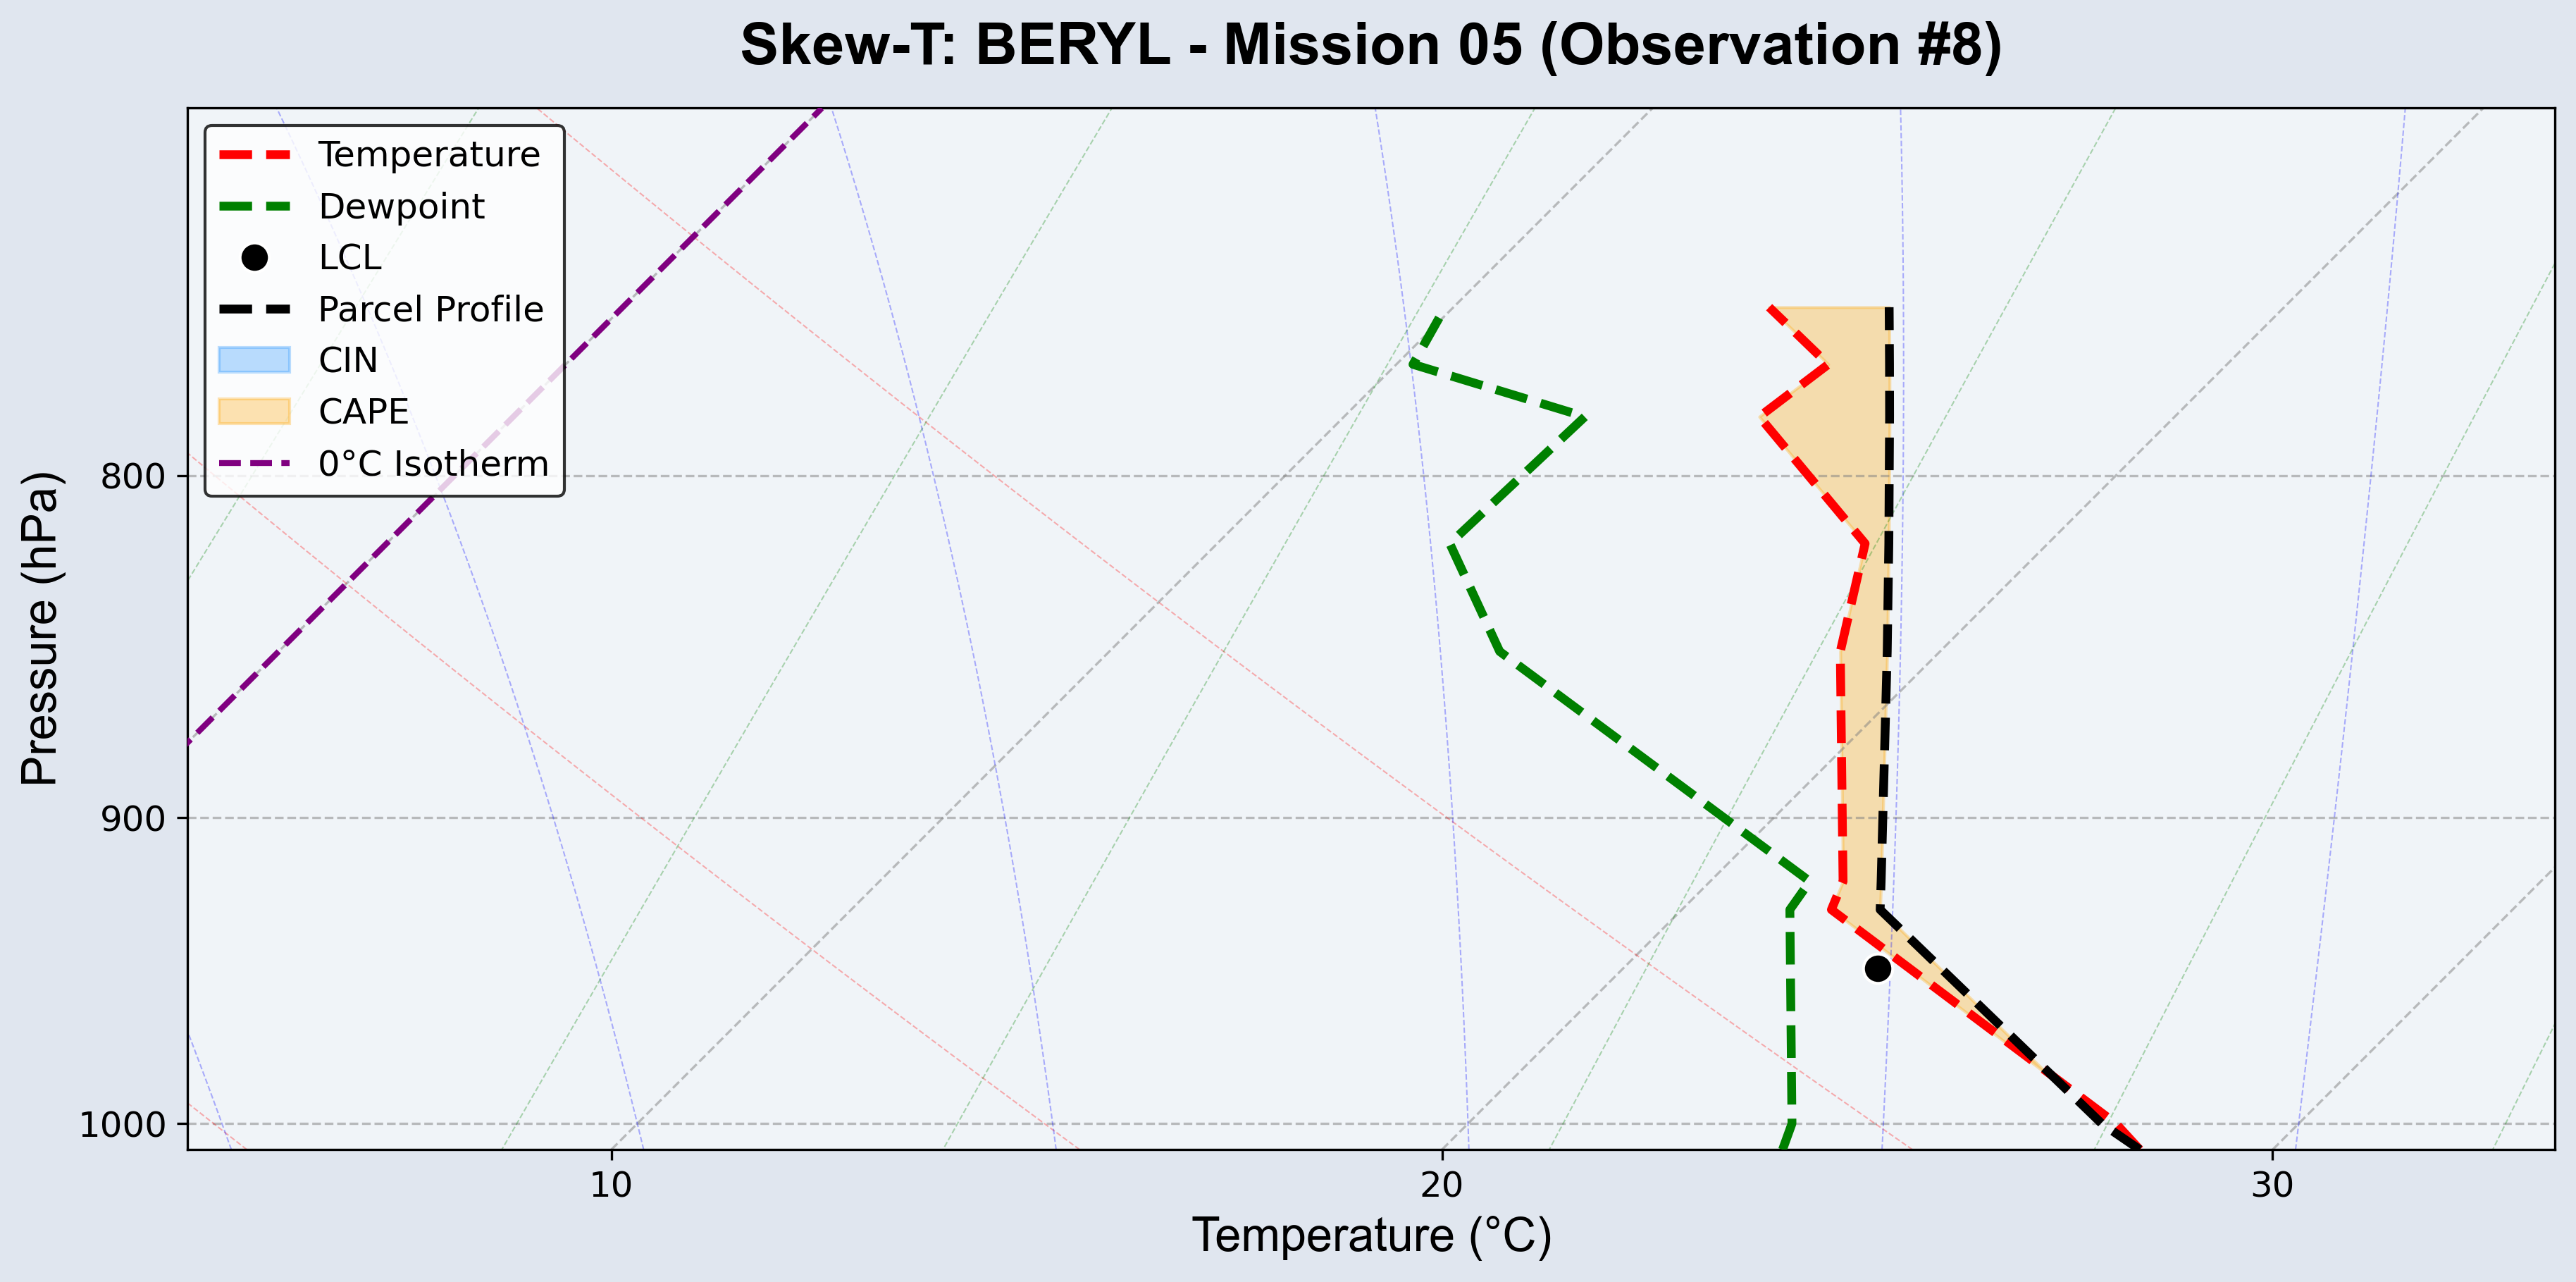 Skew-T: BERYL - Mission 05 (Observation #8)
Temperature
Dewpoint
LCL
Parcel Profile
CIN
CAPE
0°C Isotherm
Pressure (hPa)
800
900
1000
10
20
30
Temperature (°C)